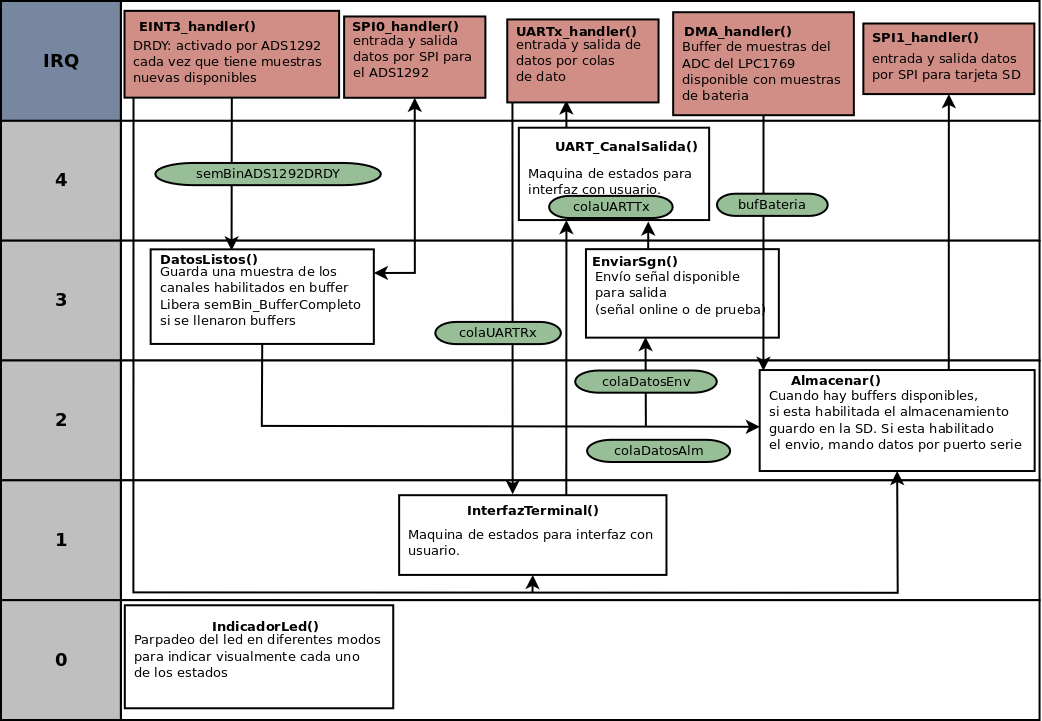 IRQ
EINT3_handler()
DRDY: activado por ADS1292
cada vez que tiene muestras
nuevas disponibles
SPI0_handler()
entrada y salida
datos por SPI para
el ADS1292
UARTx_handler()
entrada y salida de
datos por colas
de dato
DMA_handler()
Buffer de muestras del
ADC del LPC1769
disponible con muestras
de bateria
SPI1_handler()
entrada y salida datos
por SPI para tarjeta SD
4
semBinADS1292DRDY
UART_CanalSalida()
Maquina de estados para
interfaz con usuario.
colaUARTTx
bufBateria
3
DatosListos()
Guarda una muestra de los
canales habilitados en buffer
Libera semBin_BufferCompleto
si se llenaron buffers
colaUARTRx
EnviarSgn()
Envío señal disponible
para salida
(señal online o de prueba)
2
colaDatosEnv
colaDatosAlm
Almacenar()
Cuando hay buffers disponibles,
si esta habilitada el almacenamiento
guardo en la SD. Si esta habilitado
el envio, mando datos por puerto serie
1
InterfazTerminal()
Maquina de estados para interfaz con
usuario.
0
IndicadorLed()
Parpadeo del led en diferentes modos
para indicar visualmente cada uno
de los estados